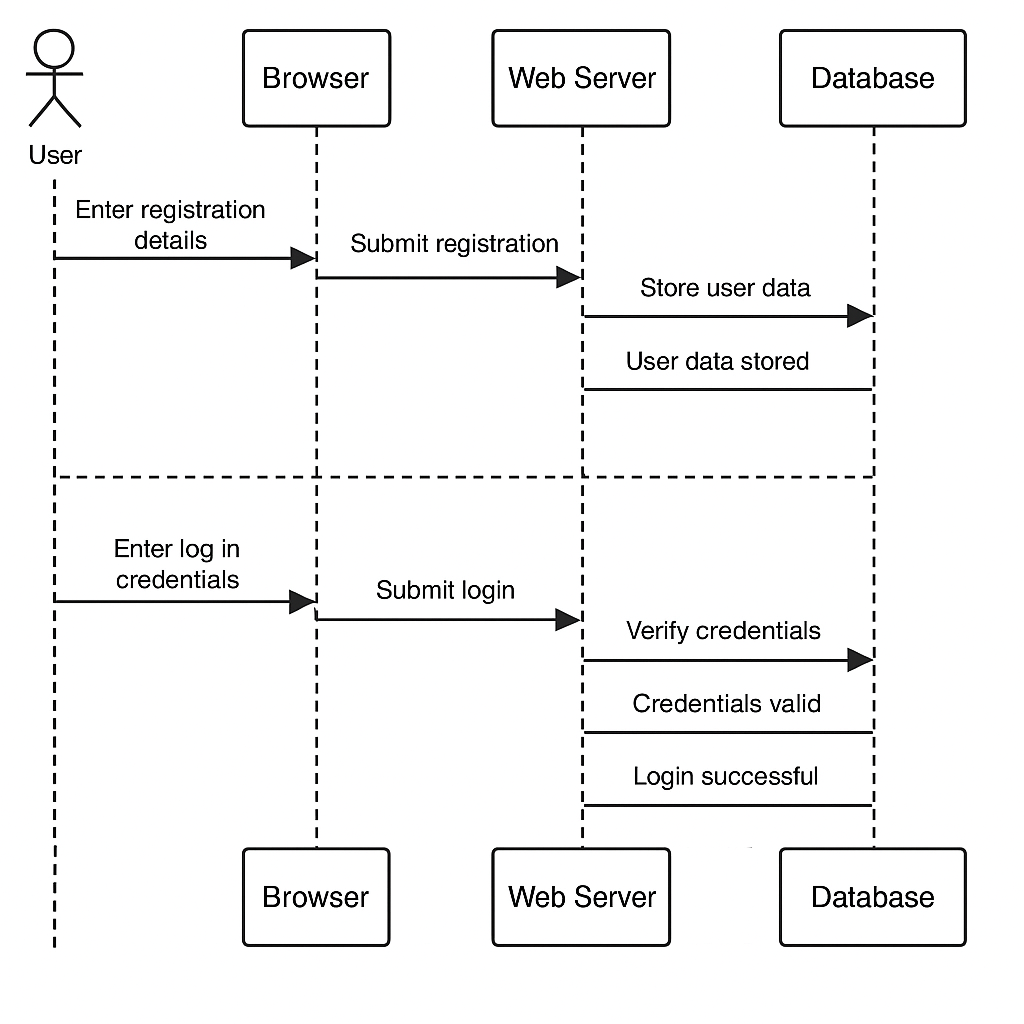 Browser
Web Server
Database
User
Enter registration
details
Submit registration
Store user data
User data stored
Enter log in
credentials
Submit login
Verify credentials
Credentials valid
Login successful
Browser
Web Server
Database